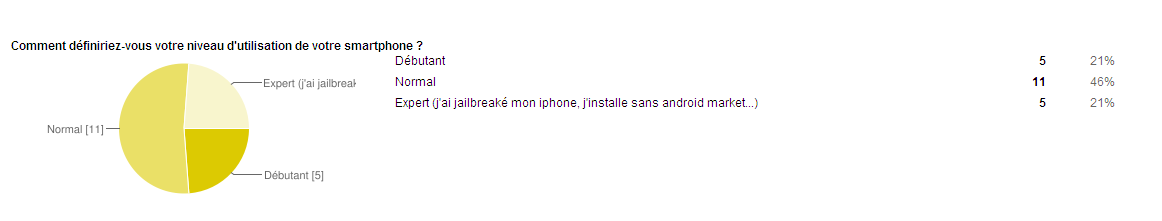 Comment définiriez-vous votre niveau d'utilisation de votre smartphone ?
Débutant 5 21%
Normal 11 46%
Expert (j'ai jailbreaké mon iphone, j'installe sans android market...) 5 21%
Expert (j'ai jailbreak
Normal [11]
Débutant [5]